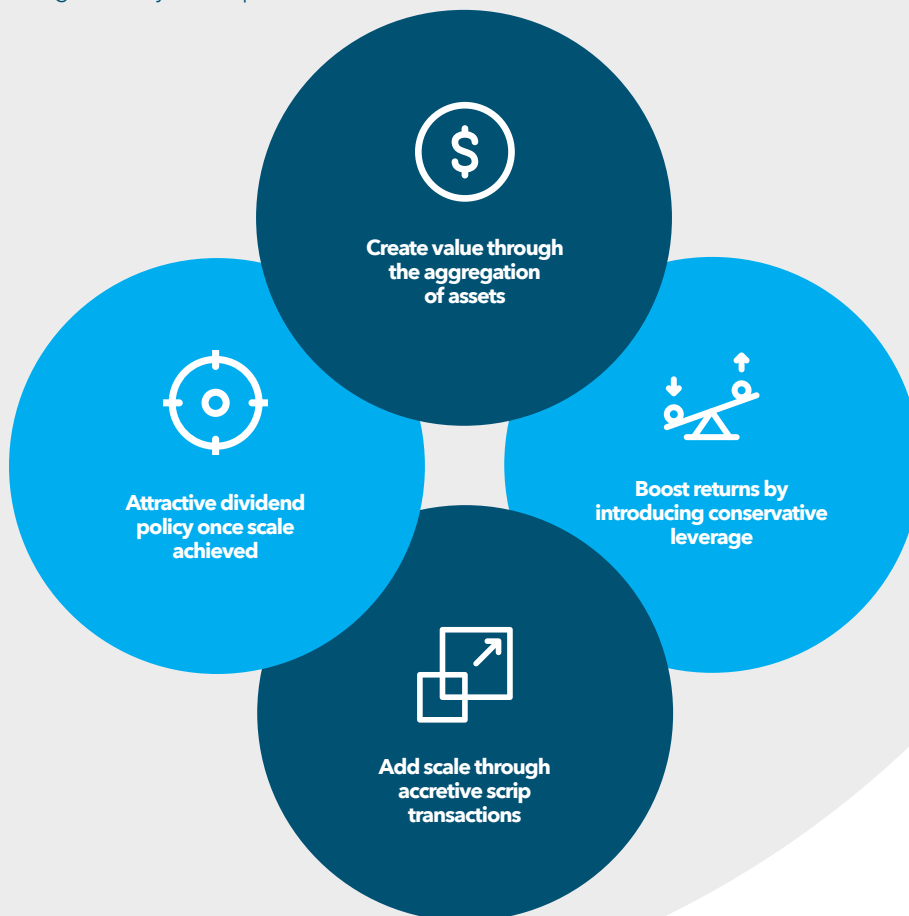 Create value through
the aggregation
of assets
Attractive dividend
policy once scale
achieved
Boost returns by
introducing conservative
leverage
Add scale through
accretive scrip
transactions